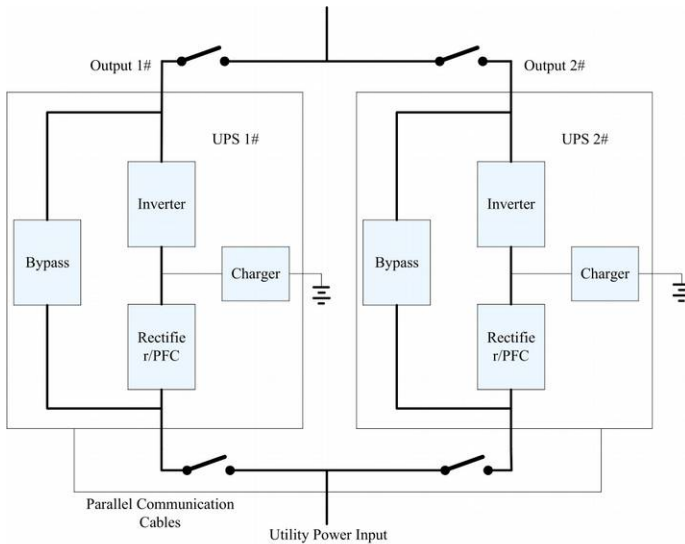 Output 1#
Output 2#
UPS 1#
UPS 2#
Inverter
Inverter
Bypass
Charger
Bypass
Charger
Rectifie
r/PFC
Rectifie
r/PFC
Parallel Communication
Cables
Utility Power Input